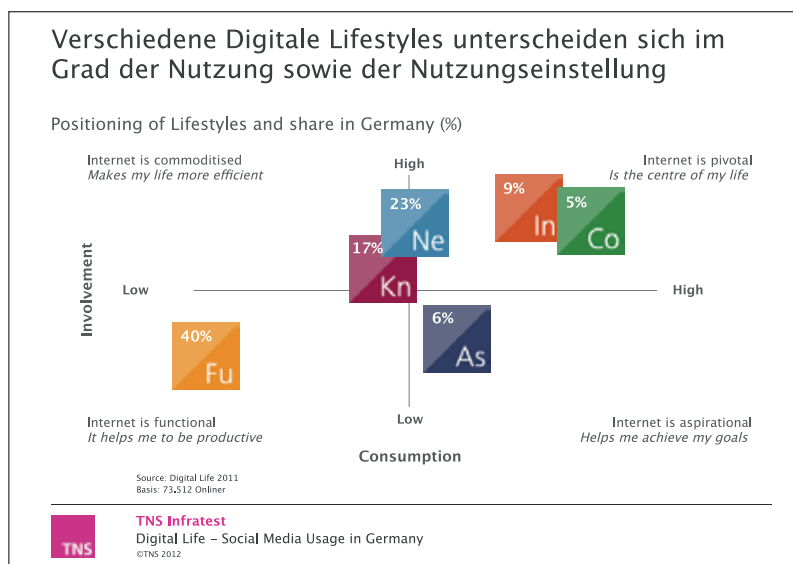 Verschiedene Digitale Lifestyles unterscheiden sich im
Grad der Nutzung sowie der Nutzungseinstellung
Positioning of Lifestyles and share in Germany (%)
Internet is commoditised
Makes my life more efficient
High
Internet is pivotal
Is the centre of my life
23%
Ne
9%
In
5%
Co
17%
Kn
Involvement
Low
High
6%
As
40%
Fu
Low
Internet is functional
It helps me to be productive
Internet is aspirational
Helps me achieve my goals
Consumption
Source: Digital Life 2011
Basis: 73.512 Onliner
TNS
TNS Infratest
Digital Life – Social Media Usage in Germany
©TNS 2012